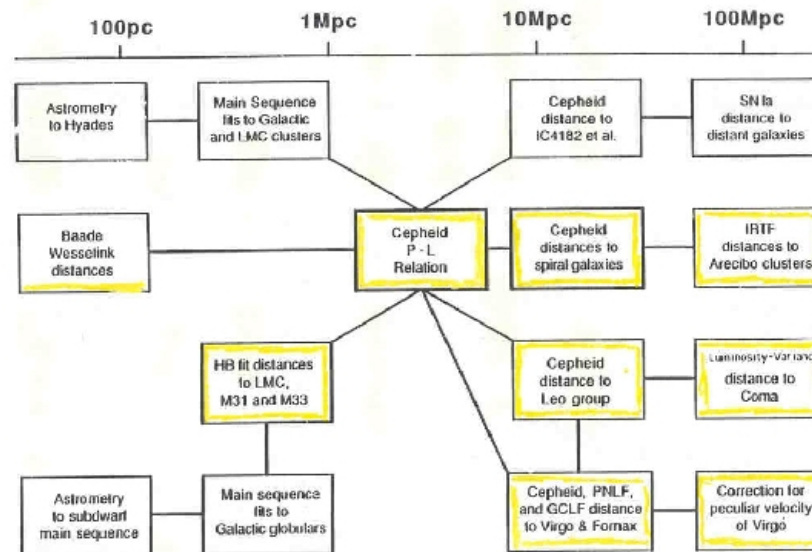 100pc 1Mpc 10Mpc 100Mpc
Astrometry
to Hyades
Main Sequence
fits to Galactic
and LMC clusters
Cepheid
distance to
IC4182 et al.
SN Ia
distance to
distant galaxies
Baade
Wesselink
distances
Cepheid
P - L
Relation
Cepheid
distances to
spiral galaxies
IRTF
distances to
Arecibo clusters
HB fit distances
to LMC,
M31 and M33
Cepheid
distance to
Leo group
Luminosity-Varianc
distance to
Coma
Astrometry
to subdwarf
main sequence
Main sequence
fits to
Galactic globulars
Cepheid, PNLF,
and GCLF distance
to Virgo & Fornax
Correction for
peculiar velocity
of Virgo